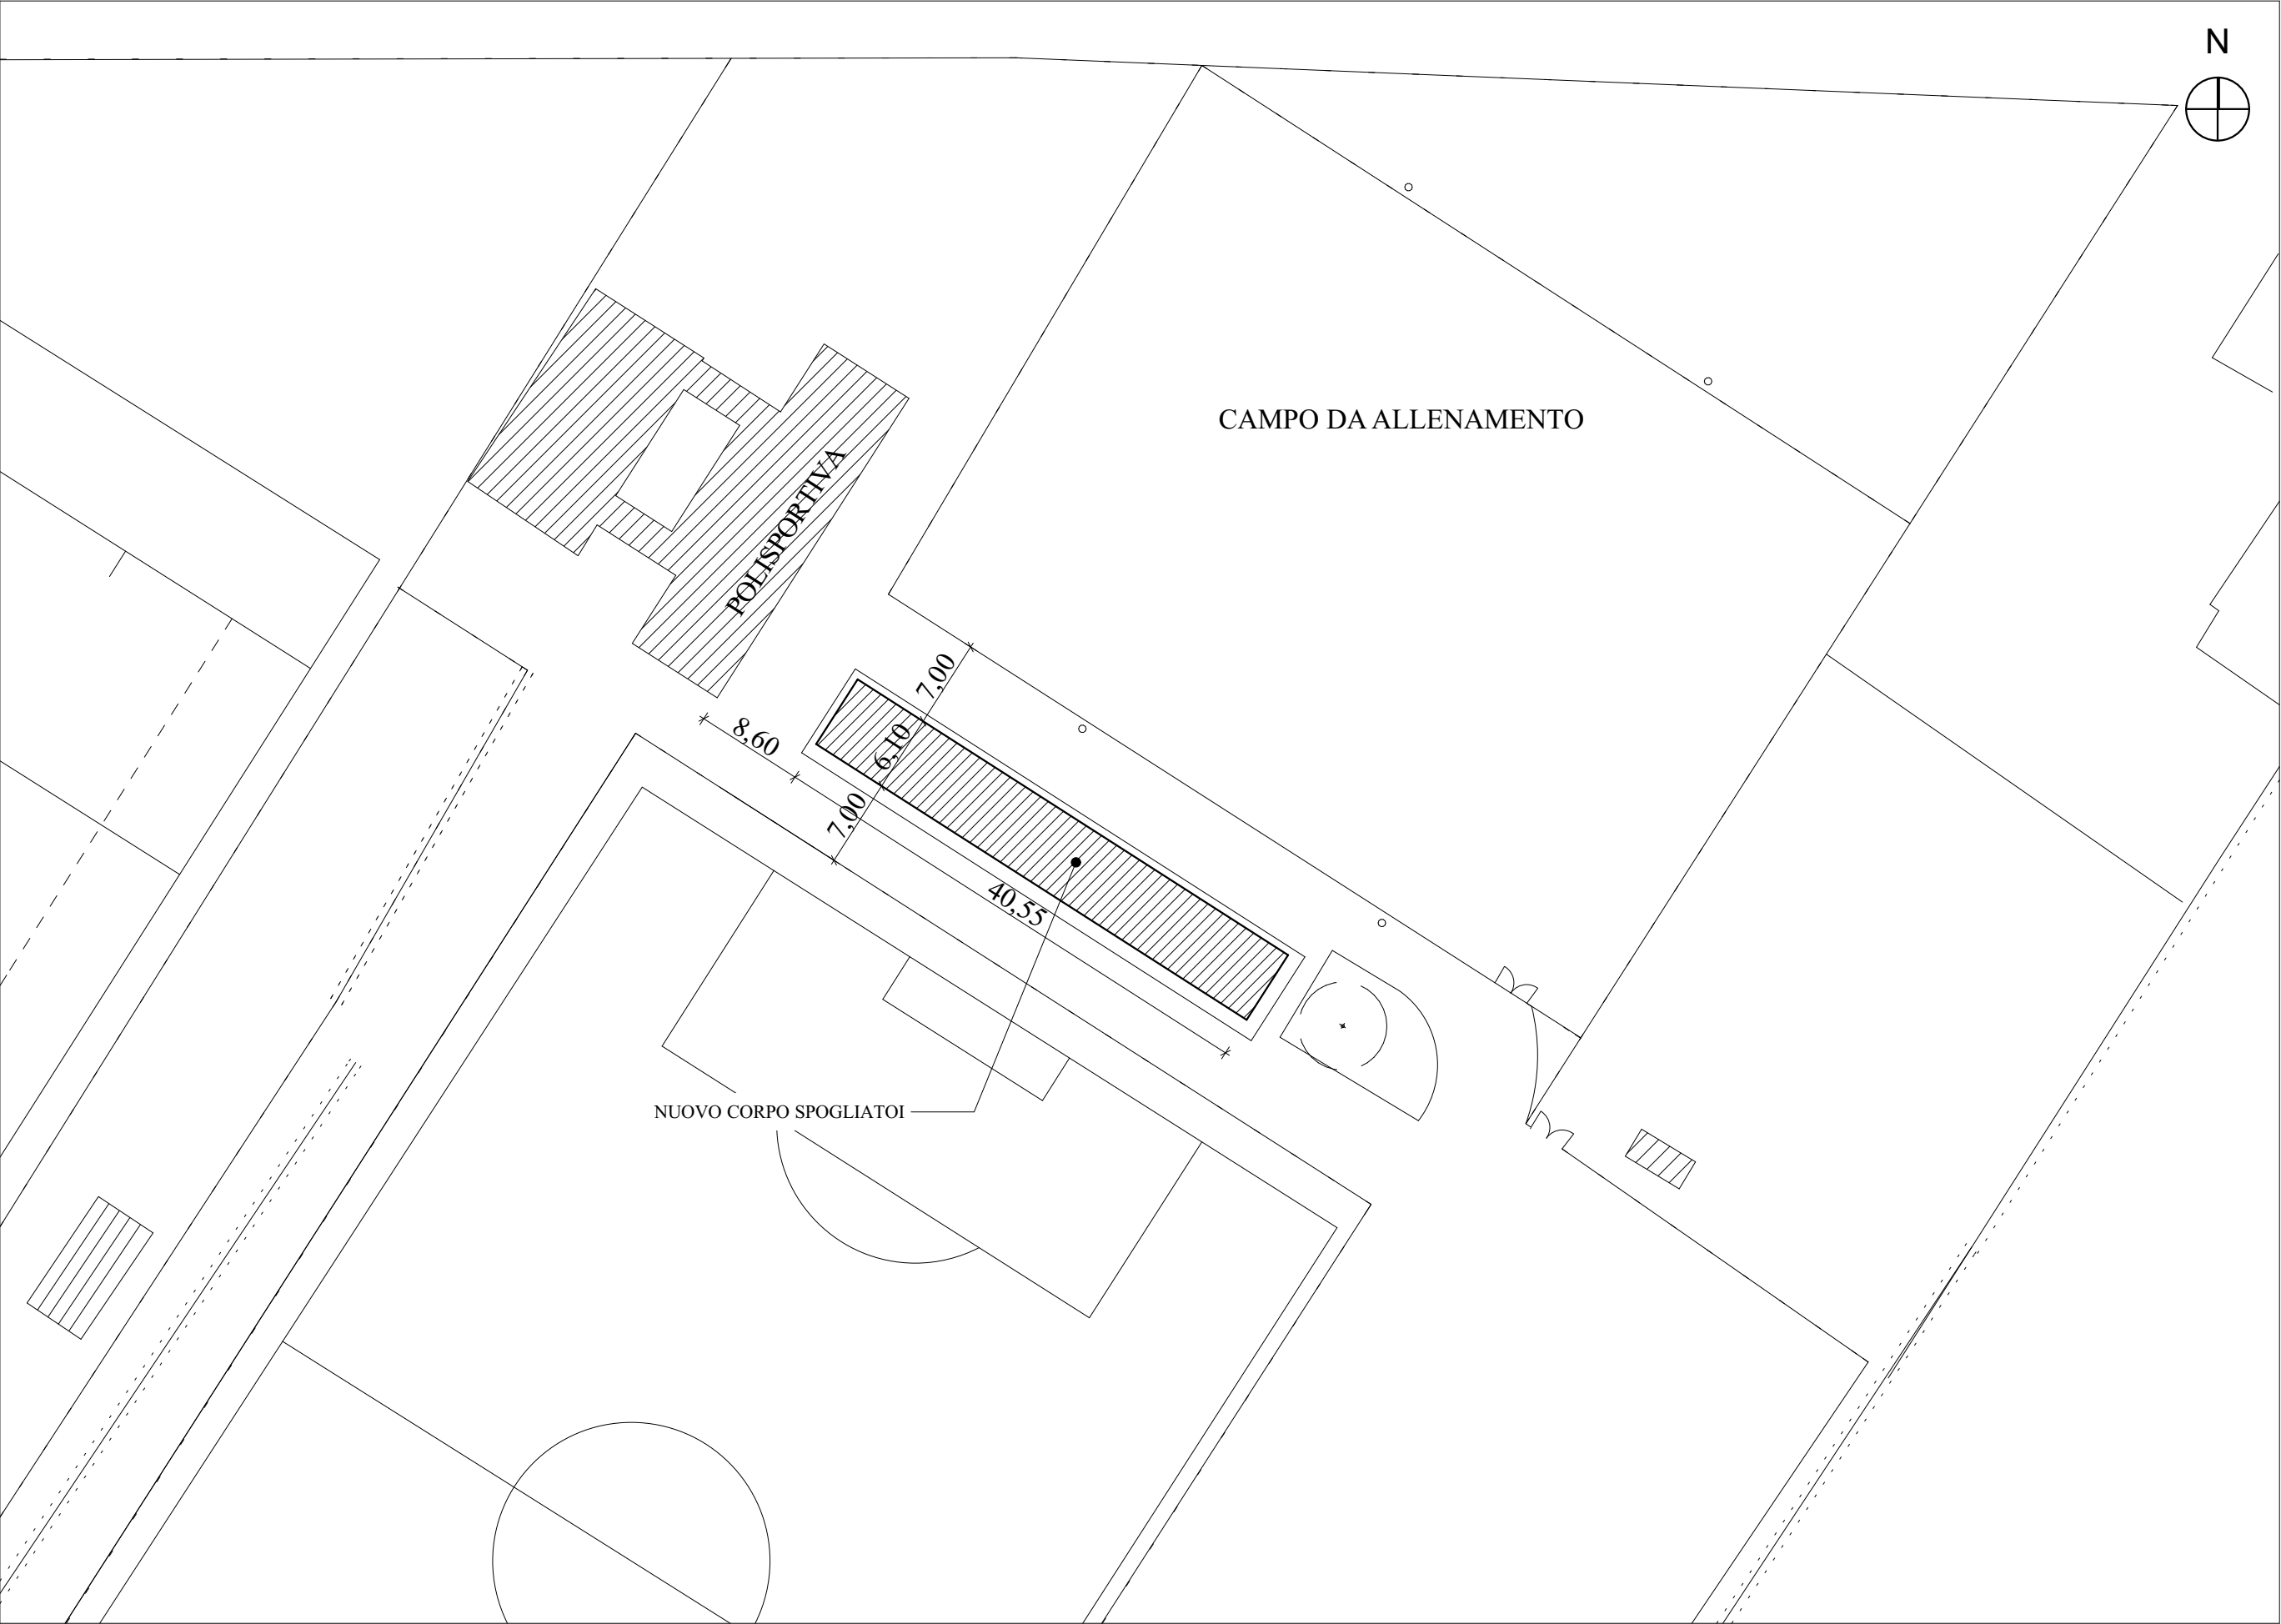 N
CAMPO DA ALLENAMENTO
POLISPORTIVA
7,00
8,60
6,10
7,00
40,55
NUOVO CORPO SPOGLIATOI